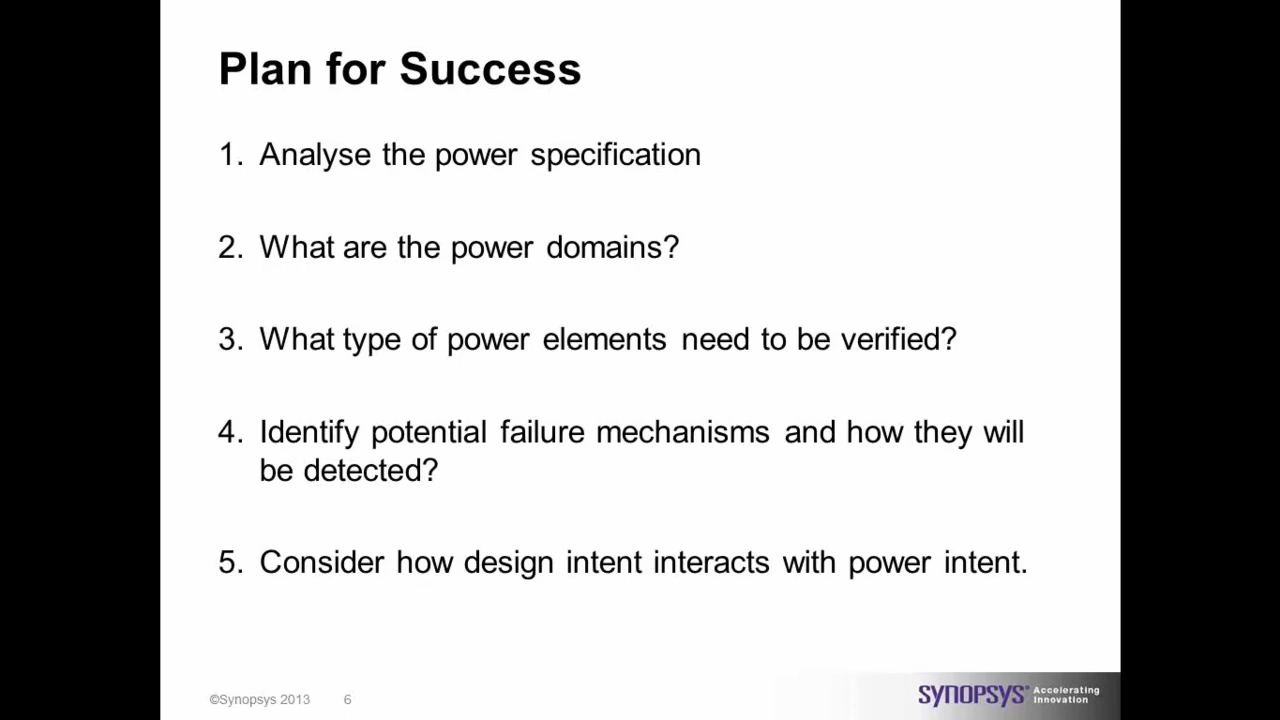 Plan for Success
1. Analyse the power specification
2. What are the power domains?
3. What type of power elements need to be verified?
4. Identify potential failure mechanisms and how they will
be detected?
5. Consider how design intent interacts with power intent.
©Synopsys 2013 6
SYNOPSYS® Accelerating
Innovation